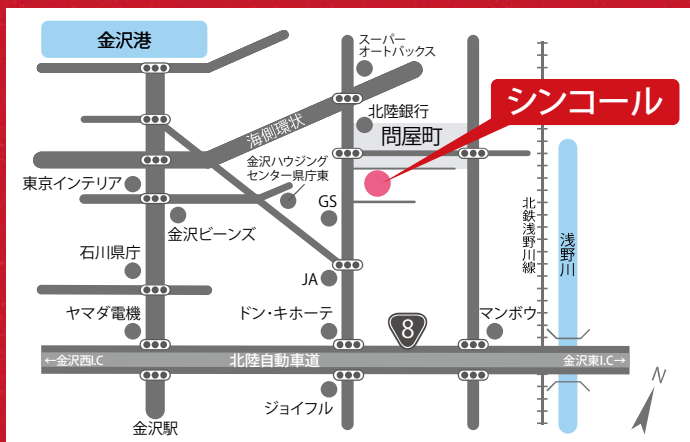 金沢港
スーパー
オートバックス
シンコール
北陸銀行
問屋町
海側環状
金沢ハウジング
センター県庁東
東京インテリア
GS
金沢ビーンズ
北鉄浅野川線
浅野川
石川県庁
JA
ヤマダ電機
ドン・キホーテ
8
マンボウ
←金沢西I.C
北陸自動車道
金沢東I.C→
ジョイフル
金沢駅
N